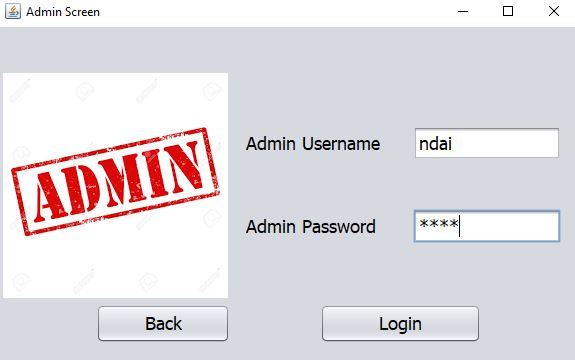 Admin Screen
ADMIN
Admin Username
ndai
Admin Password
****
Back
Login